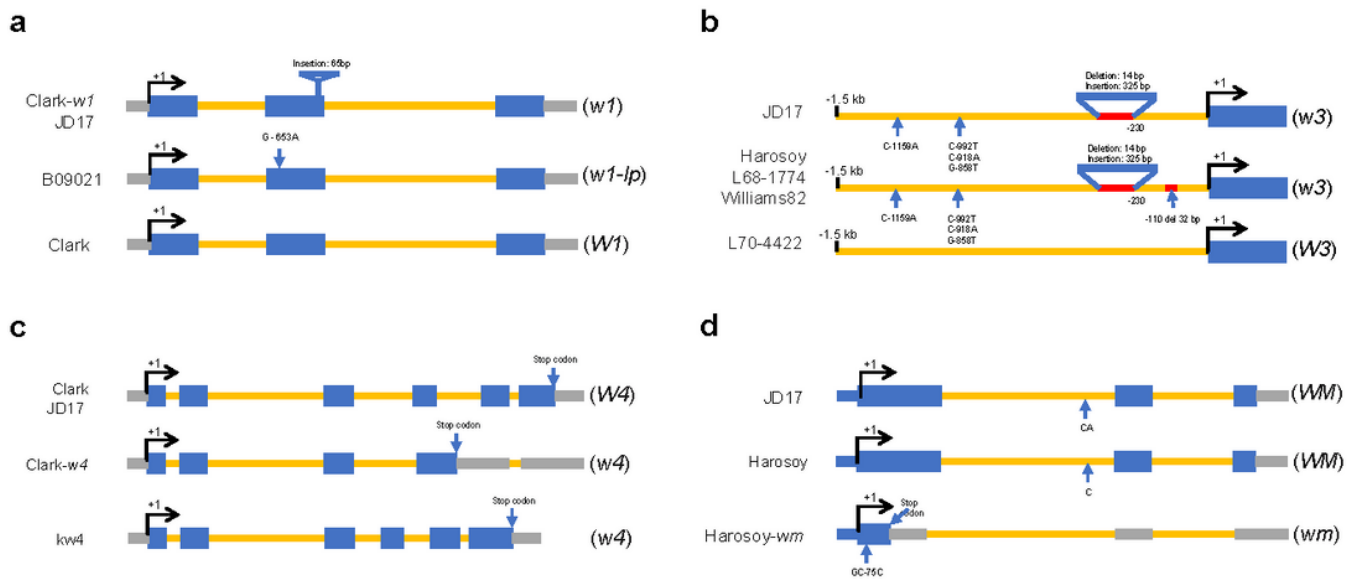 a
Insertion: 65bp
+1
Clark-w1
JD17
(w1)
G - 653A
+1
B09021
(w1-lp)
+1
Clark
(W1)
b
Deletion: 14 bp
Insertion: 325 bp
-1.5 kb
+1
JD17
(w3)
-230
C-1159A
C-992T
C-918A
G-858T
Deletion: 14 bp
Insertion: 325 bp
Harosoy
L68-1774
Williams82
-1.5 kb
+1
(w3)
-230
C-1159A
C-992T
C-918A
G-858T
-110 del 32 bp
L70-4422
-1.5 kb
+1
(W3)
c
Stop codon
+1
Clark
JD17
(W4)
Stop codon
+1
Clark-w4
(w4)
Stop codon
+1
kw4
(w4)
d
+1
JD17
(WM)
CA
+1
Harosoy
(WM)
C
+1
Stop
codon
Harosoy-wm
(wm)
GC-75C